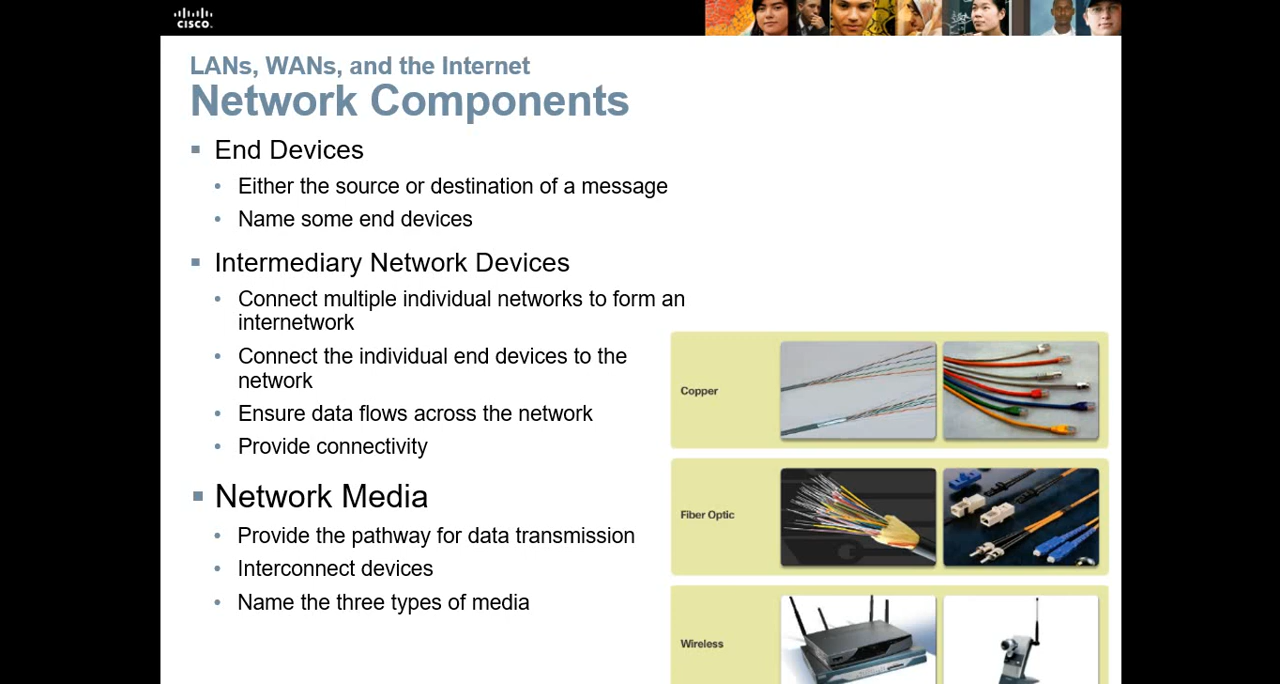 CISCO.
LANs, WANs, and the Internet
Network Components
End Devices
Either the source or destination of a message
Name some end devices
Intermediary Network Devices
Connect multiple individual networks to form an
internetwork
Connect the individual end devices to the
network
Ensure data flows across the network
Provide connectivity
Network Media
Provide the pathway for data transmission
Interconnect devices
Name the three types of media
Copper
Fiber Optic
Wireless